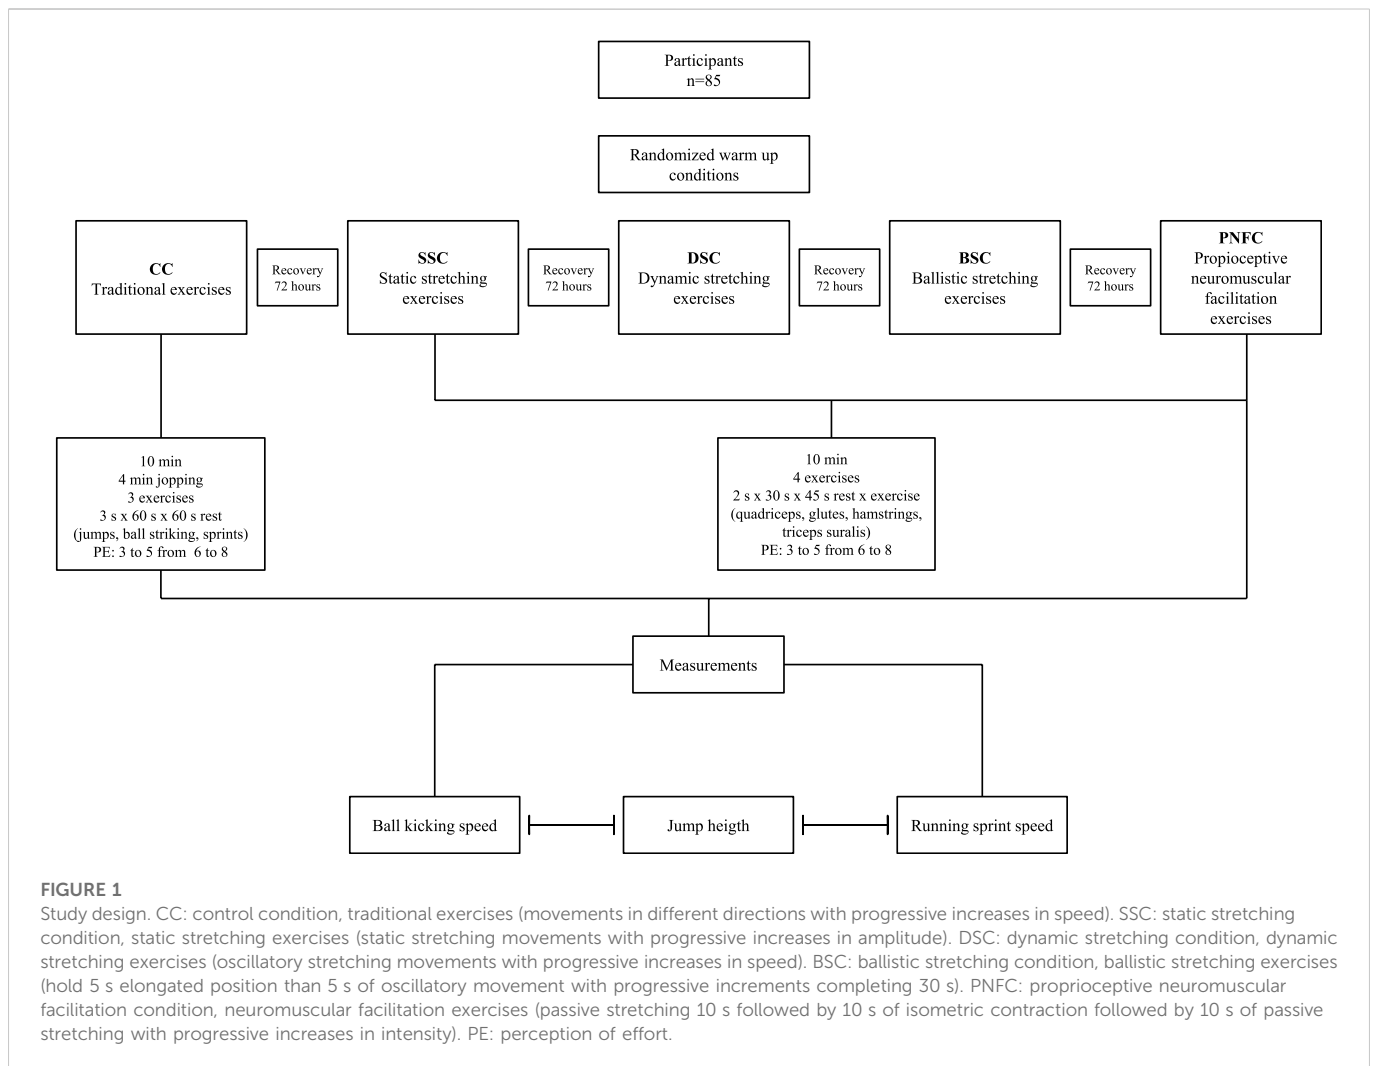 Participants
n=85
Randomized warm up
conditions
CC
Traditional exercises
Recovery
72 hours
SSC
Static stretching
exercises
Recovery
72 hours
DSC
Dynamic stretching
exercises
Recovery
72 hours
BSC
Ballistic stretching
exercises
Recovery
72 hours
PNFC
Propioceptive
neuromuscular
facilitation
exercises
10 min
4 min jopping
3 exercises
3 s x 60 s x 60 s rest
(jumps, ball striking, sprints)
PE: 3 to 5 from 6 to 8
10 min
4 exercises
2 s x 30 s x 45 s rest x exercise
(quadriceps, glutes, hamstrings,
triceps suralis)
PE: 3 to 5 from 6 to 8
Measurements
Ball kicking speed
Jump heigth
Running sprint speed
FIGURE 1
Study design. CC: control condition, traditional exercises (movements in different directions with progressive increases in speed). SSC: static stretching
condition, static stretching exercises (static stretching movements with progressive increases in amplitude). DSC: dynamic stretching condition, dynamic
stretching exercises (oscillatory stretching movements with progressive increases in speed). BSC: ballistic stretching condition, ballistic stretching exercises
(hold 5 s elongated position than 5 s of oscillatory movement with progressive increments completing 30 s). PNFC: proprioceptive neuromuscular
facilitation condition, neuromuscular facilitation exercises (passive stretching 10 s followed by 10 s of isometric contraction followed by 10 s of passive
stretching with progressive increases in intensity). PE: perception of effort.